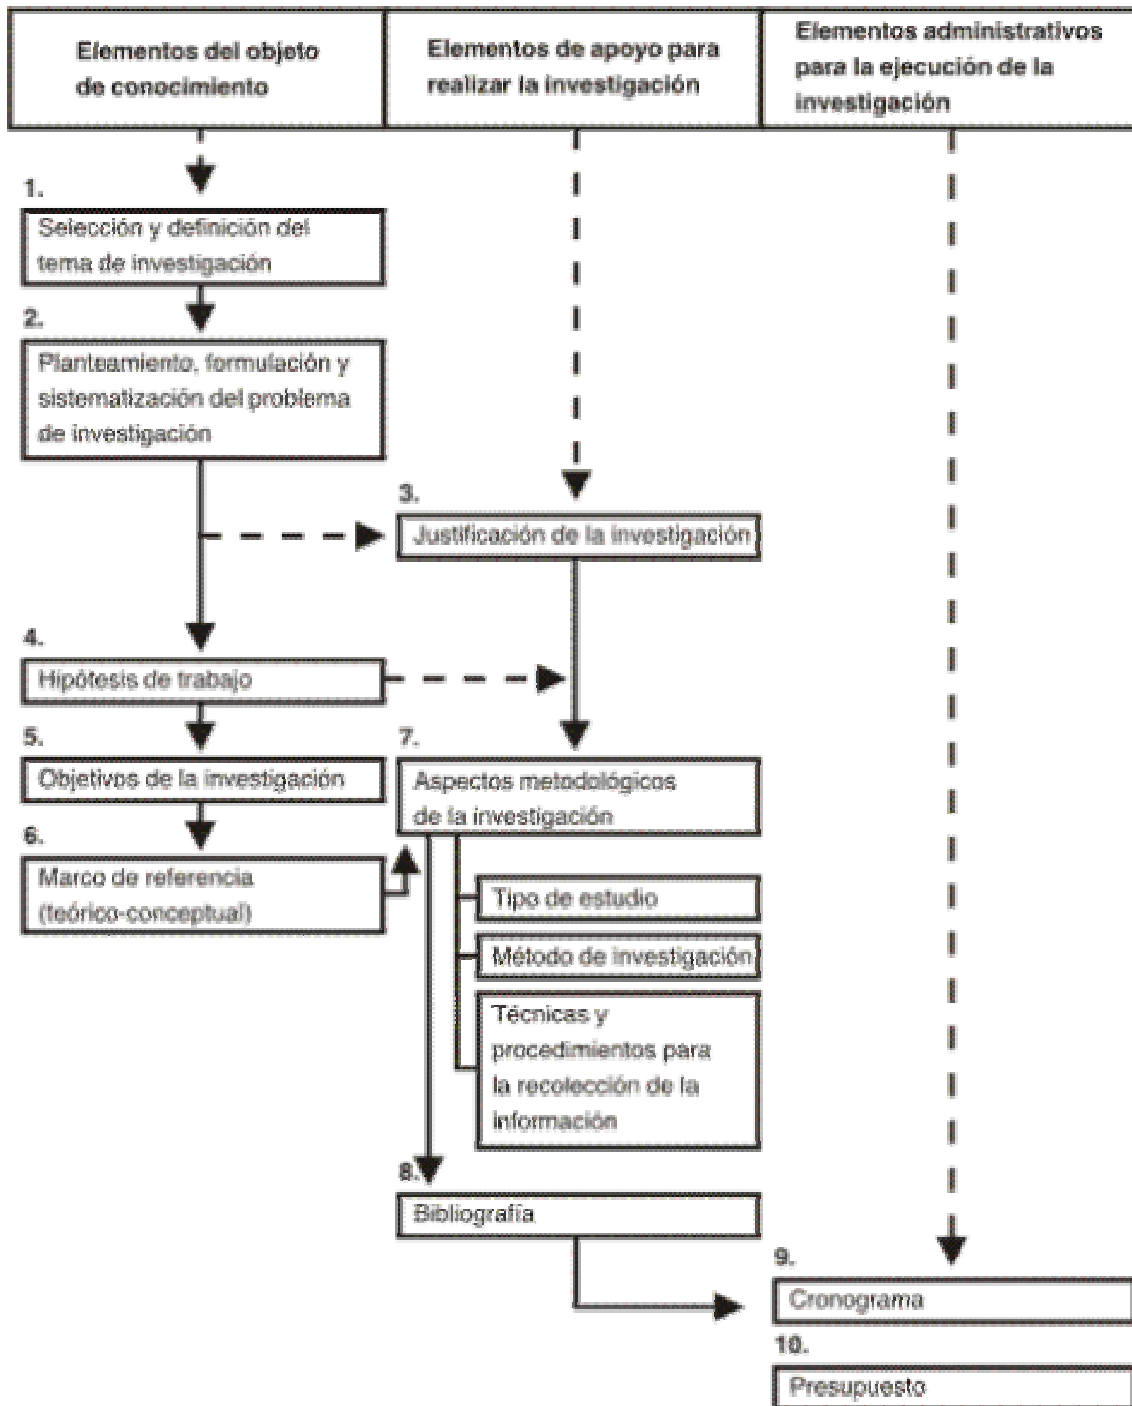 Elementos del objeto
de conocimiento
Elementos de apoyo para
realizar la investigación
Elementos administrativos
para la ejecución de la
investigación
1.
Selección y definición del
tema de investigación
2.
Planteamiento, formulación y
sistematización del problema
de investigación
3.
Justificación de la investigación
4.
Hipótesis de trabajo
5.
Objetivos de la investigación
6.
Marco de referencia
(teórico-conceptual)
7.
Aspectos metodológicos
de la investigación
Tipo de estudio
Método de investigación
Técnicas y
procedimientos para
la recolección de la
información
8.
Bibliografía
9.
Cronograma
10.
Presupuesto